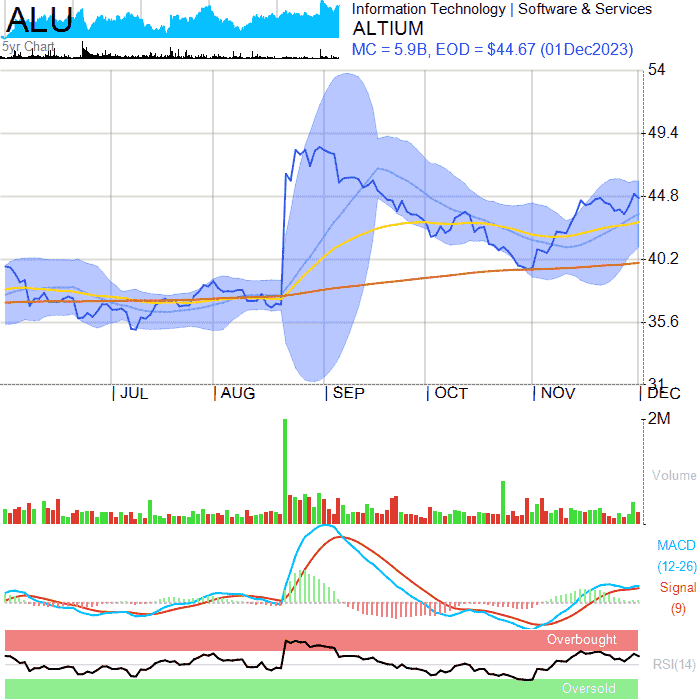 ALU
5yr Chart
Information Technology | Software & Services
ALTIUM
MC = 5.9B, EOD = $44.67 (01Dec2023)
54
49.4
44.8
40.2
35.6
31
JUL AUG SEP OCT NOV DEC
2M
Volume
MACD
(12-26)
Signal
(9)
Overbought
RSI(14)
Oversold